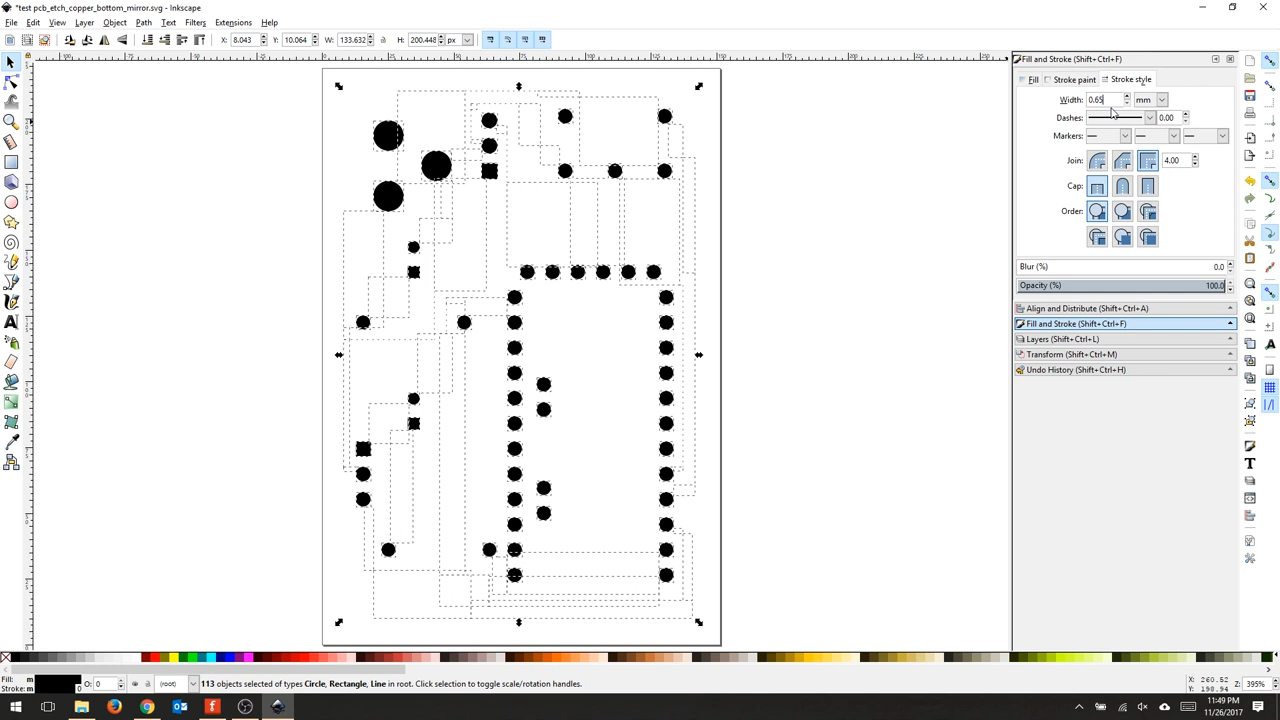 *test pcb_etch_copper_bottom_mirror.svg - Inkscape
File Edit View Layer Object Path Text Filters Extensions Help
X: 8.043 Y: 10.064 W: 133.632 H: 200.448 px
Fill and Stroke (Shift+Ctrl+F)
Fill Stroke paint Stroke style
Width: 0.65 mm
Dashes: 0.00
Markers:
Join: 4.00
Cap:
Order:
Blur (%) 0.0
Opacity (%) 100.0
Align and Distribute (Shift+Ctrl+A)
Fill and Stroke (Shift+Ctrl+F)
Layers (Shift+Ctrl+L)
Transform (Shift+Ctrl+M)
Undo History (Shift+Ctrl+H)
Fill: m
Stroke: m
O: 0 (root) 113 objects selected of types Circle, Rectangle, Line in root. Click selection to toggle scale/rotation handles.
X: 260.52
Y: 198.94
Z: 395%
11:49 PM
11/26/2017